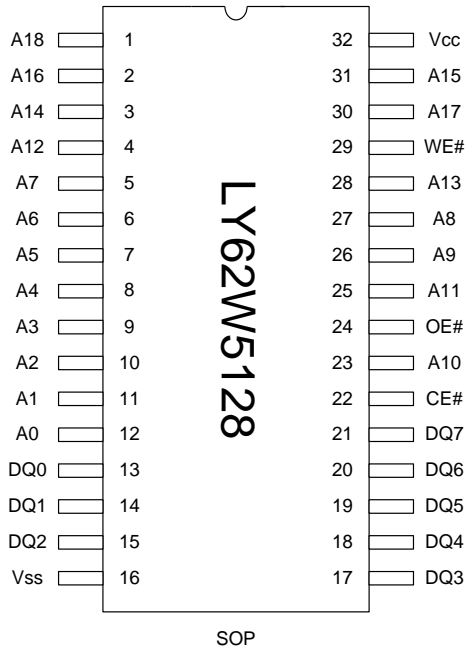 A18 1 32 Vcc
A16 2 31 A15
A14 3 30 A17
A12 4 29 WE#
A7 5 28 A13
A6 6 27 A8
A5 7 26 A9
A4 8 25 A11
A3 9 24 OE#
A2 10 23 A10
A1 11 22 CE#
A0 12 21 DQ7
DQ0 13 20 DQ6
DQ1 14 19 DQ5
DQ2 15 18 DQ4
Vss 16 17 DQ3
LY62W5128
SOP